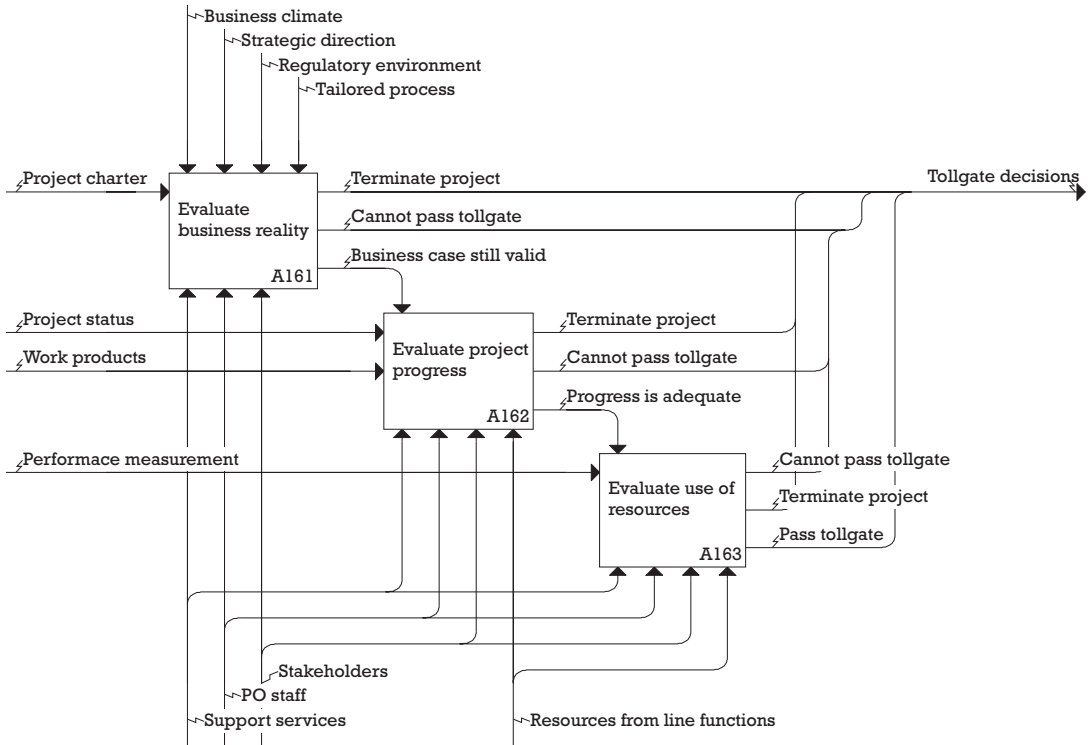 Business climate
Strategic direction
Regulatory environment
Tailored process
Project charter
Terminate project
Tollgate decisions
Evaluate
business reality
Cannot pass tollgate
Business case still valid
A161
Project status
Terminate project
Work products
Evaluate project
progress
Cannot pass tollgate
Progress is adequate
A162
Performace measurement
Cannot pass tollgate
Evaluate use of
resources
Terminate project
Pass tollgate
A163
Stakeholders
PO staff
Support services
Resources from line functions